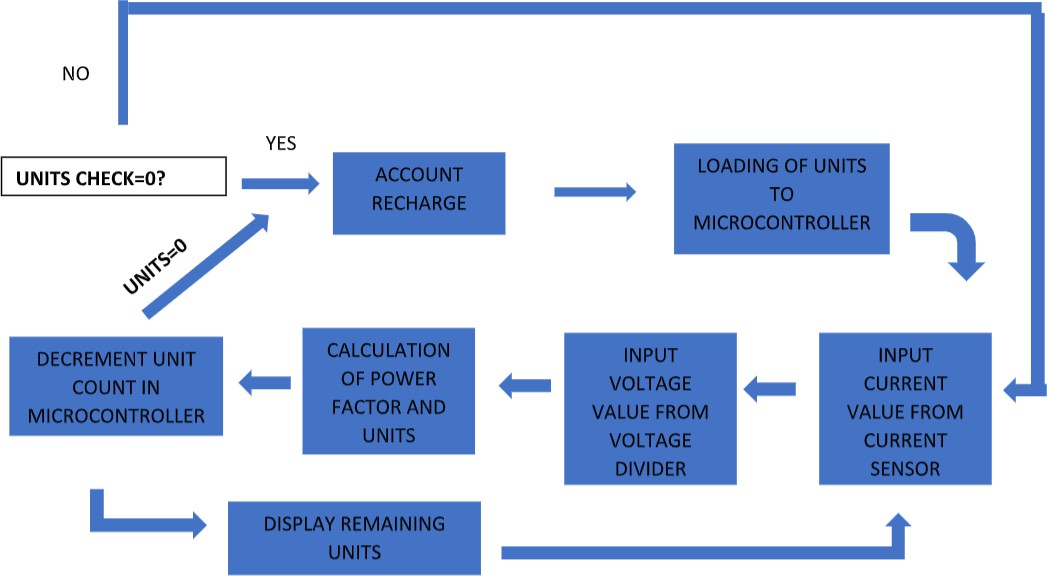 NO
YES
UNITS CHECK=0?
ACCOUNT
RECHARGE
LOADING OF UNITS
TO
MICROCONTROLLER
UNITS=0
DECREMENT UNIT
COUNT IN
MICROCONTROLLER
CALCULATION
OF POWER
FACTOR AND
UNITS
INPUT
VOLTAGE
VALUE FROM
VOLTAGE
DIVIDER
INPUT
CURRENT
VALUE FROM
CURRENT
SENSOR
DISPLAY REMAINING
UNITS